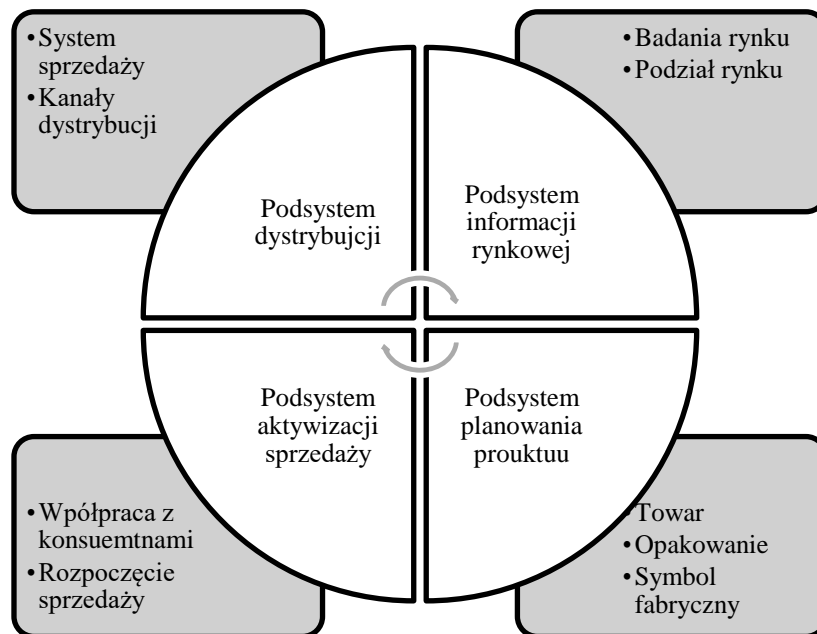 •System
sprzedaży
•Kanały
dystrybucji
•Badania rynku
•Podział rynku
Podsystem
dystrybujcji
Podsystem
informacji
rynkowej
Podsystem
aktywizacji
sprzedaży
Podsystem
planowania
prouktuu
•Wpółpraca z
konsuemtnami
•Rozpoczęcie
sprzedaży
•Towar
•Opakowanie
•Symbol
fabryczny